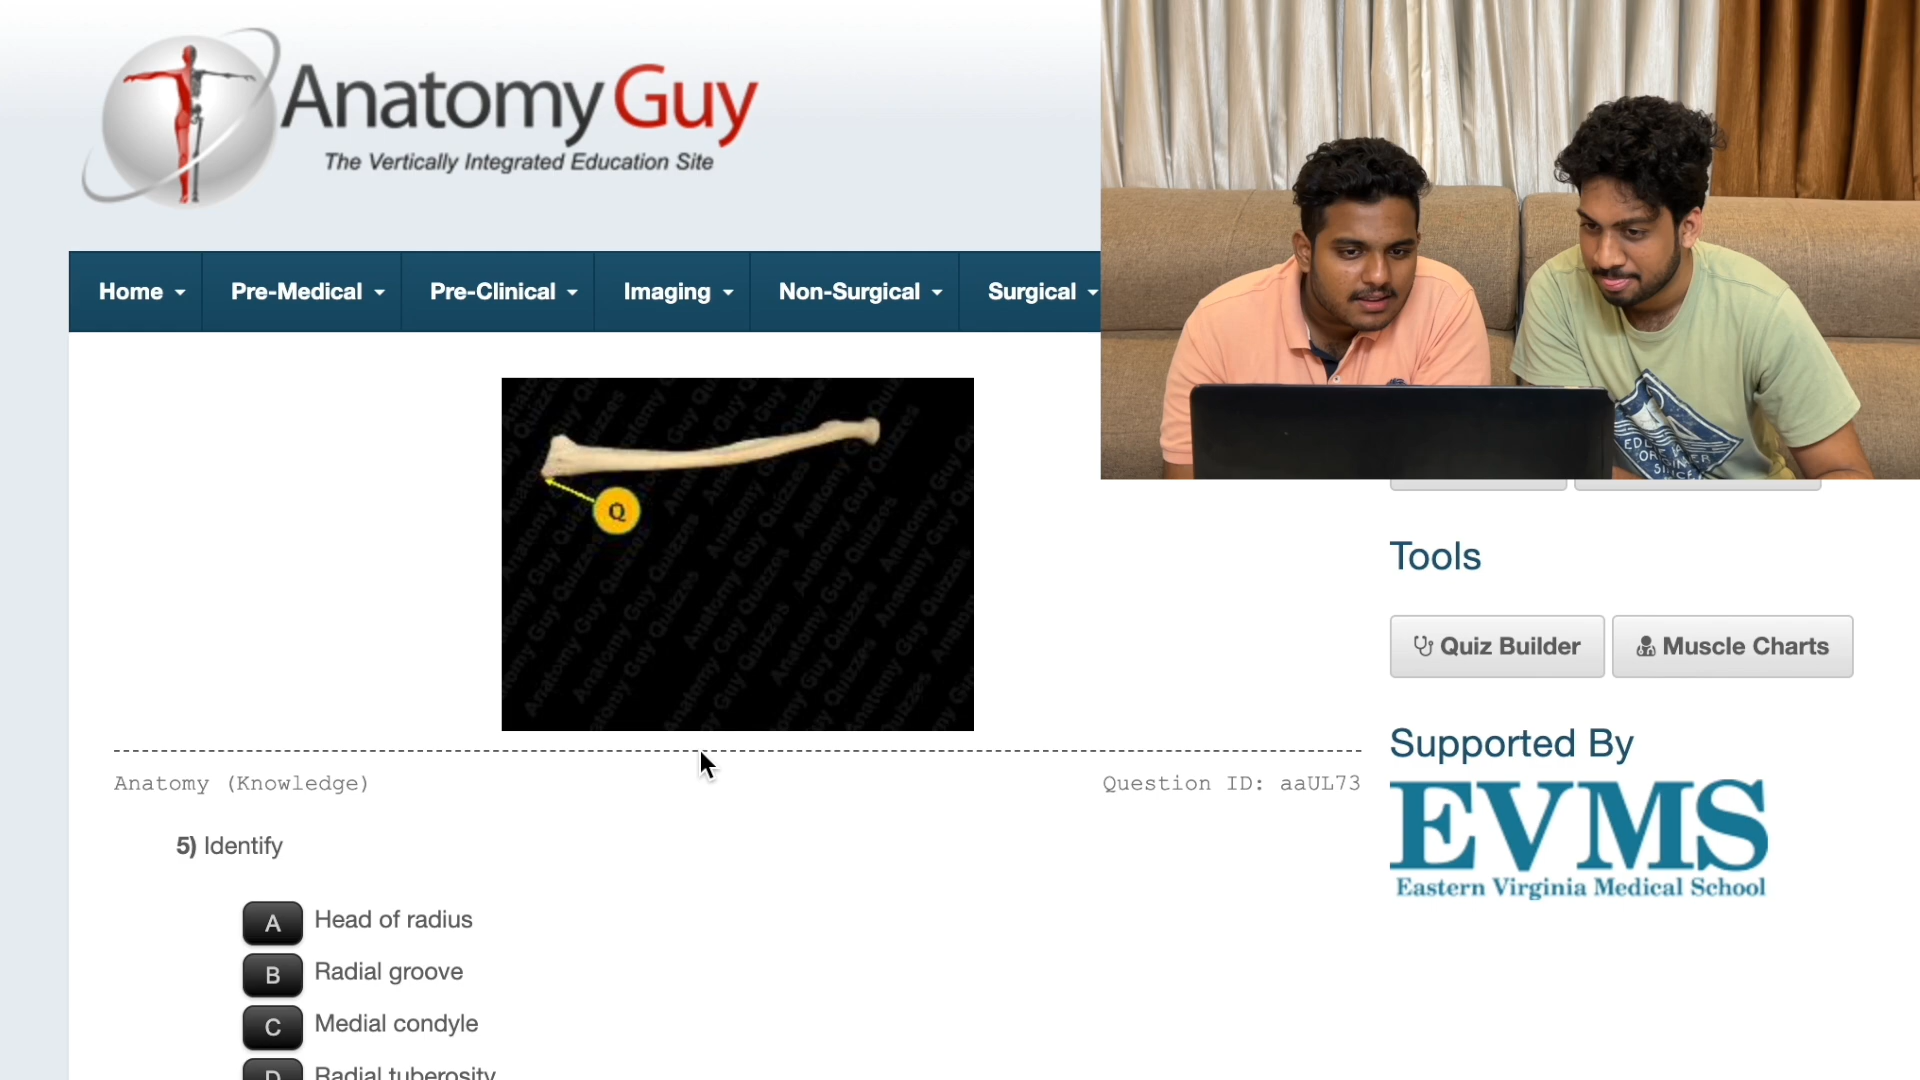 Anatomy Guy
The Vertically Integrated Education Site
Home Pre-Medical Pre-Clinical Imaging Non-Surgical Surgical
Q
Anatomy (Knowledge) Question ID: aaUL73
5) Identify
A Head of radius
B Radial groove
C Medial condyle
D Radial tuberosity
Tools
Quiz Builder Muscle Charts
Supported By
EVMS
Eastern Virginia Medical School